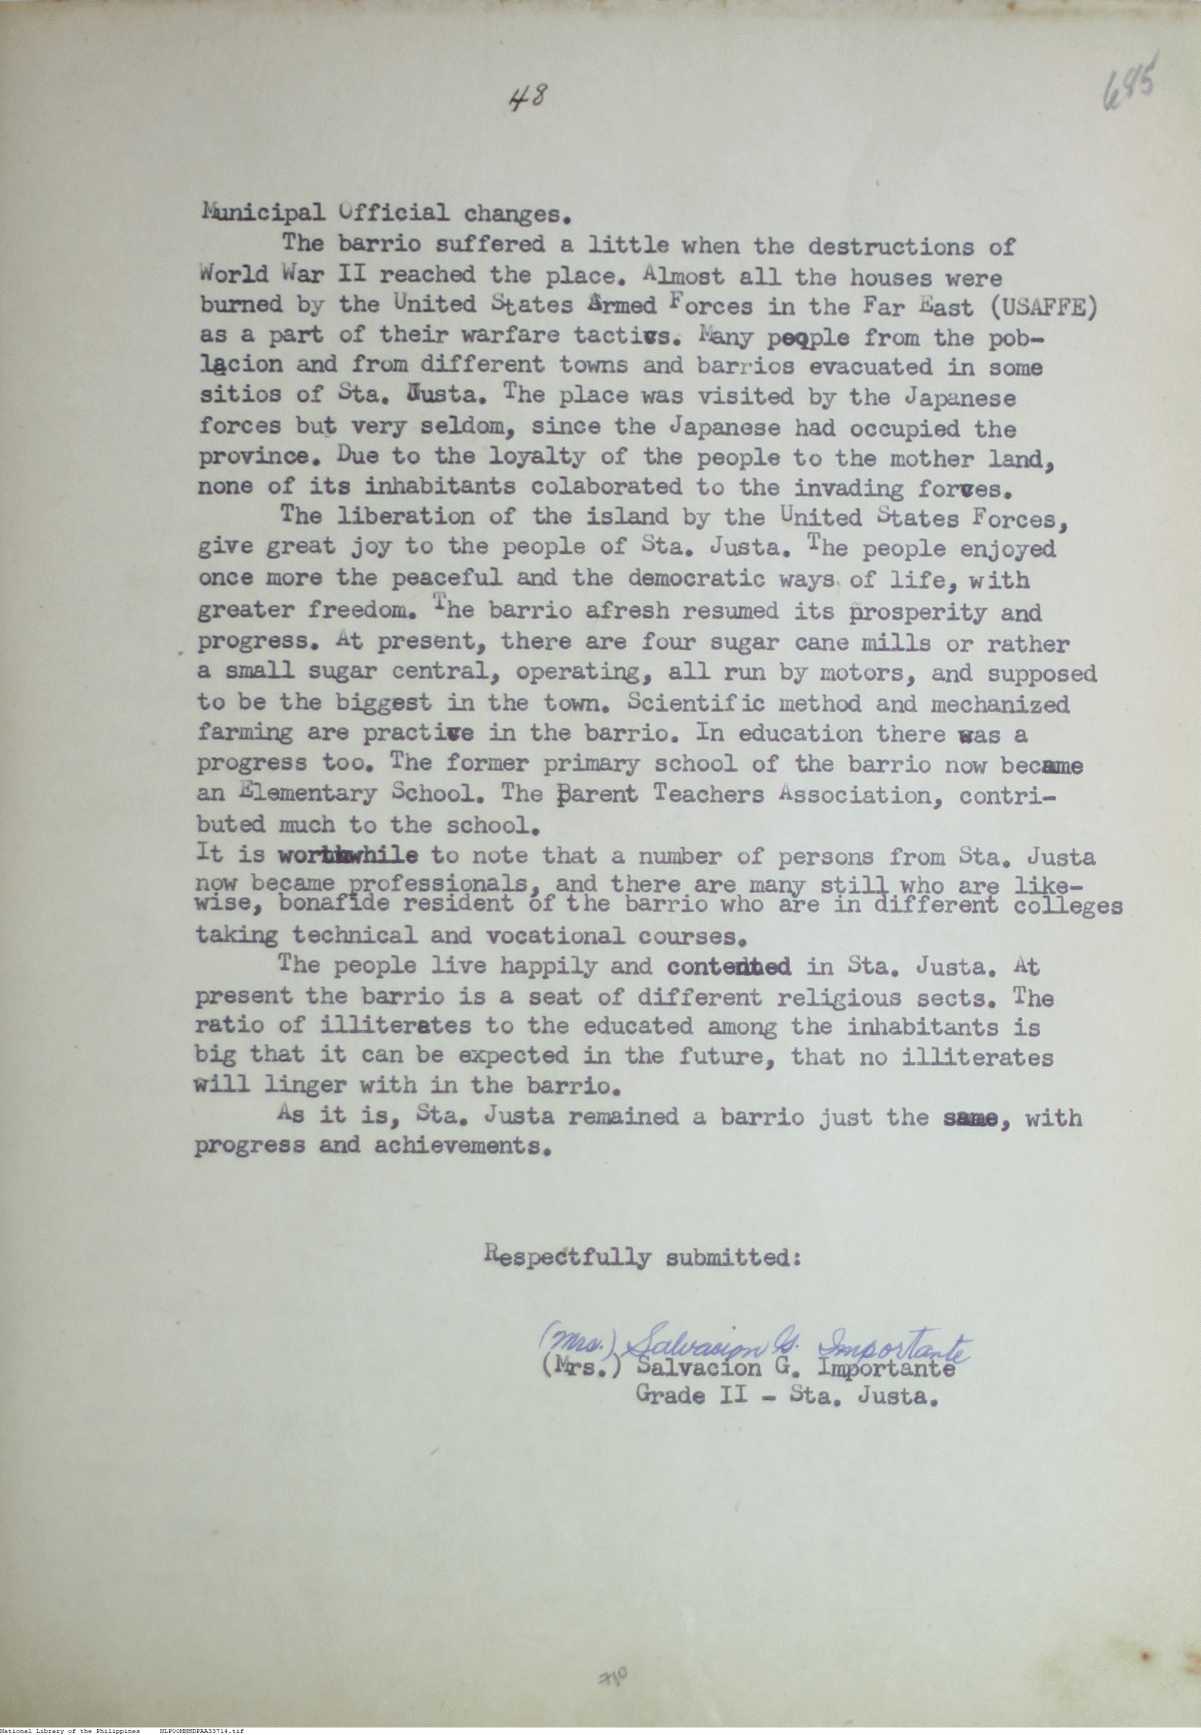 48
685
Municipal Official changes.
The barrio suffered a little when the destructions of
World War II reached the place. Almost all the houses were
burned by the United States Armed Forces in the Far East (USAFFE)
as a part of their warfare tactics. Many people from the pob-
lacion and from different towns and barrios evacuated in some
sitios of Sta. Justa. The place was visited by the Japanese
forces but very seldom, since the Japanese had occupied the
province. Due to the loyalty of the people to the mother land,
none of its inhabitants colaborated to the invading forces.
The liberation of the island by the United States Forces,
give great joy to the people of Sta. Justa. The people enjoyed
once more the peaceful and the democratic ways of life, with
greater freedom. The barrio afresh resumed its prosperity and
progress. At present, there are four sugar cane mills or rather
a small sugar central, operating, all run by motors, and supposed
to be the biggest in the town. Scientific method and mechanized
farming are practice in the barrio. In education there was a
progress too. The former primary school of the barrio now became
an Elementary School. The Parent Teachers Association, contri-
buted much to the school.
It is worthwhile to note that a number of persons from Sta. Justa
now became professionals, and there are many still who are like-
wise, bonafide resident of the barrio who are in different colleges
taking technical and vocational courses.
The people live happily and contented in Sta. Justa. At
present the barrio is a seat of different religious sects. The
ratio of illiterates to the educated among the inhabitants is
big that it can be expected in the future, that no illiterates
will linger with in the barrio.
As it is, Sta. Justa remained a barrio just the same, with
progress and achievements.
Respectfully submitted:
(Mrs.) Salvacion G. Importante
(Mrs.) Salvacion G. Importante
Grade II - Sta. Justa.
710
National Library of the Philippines